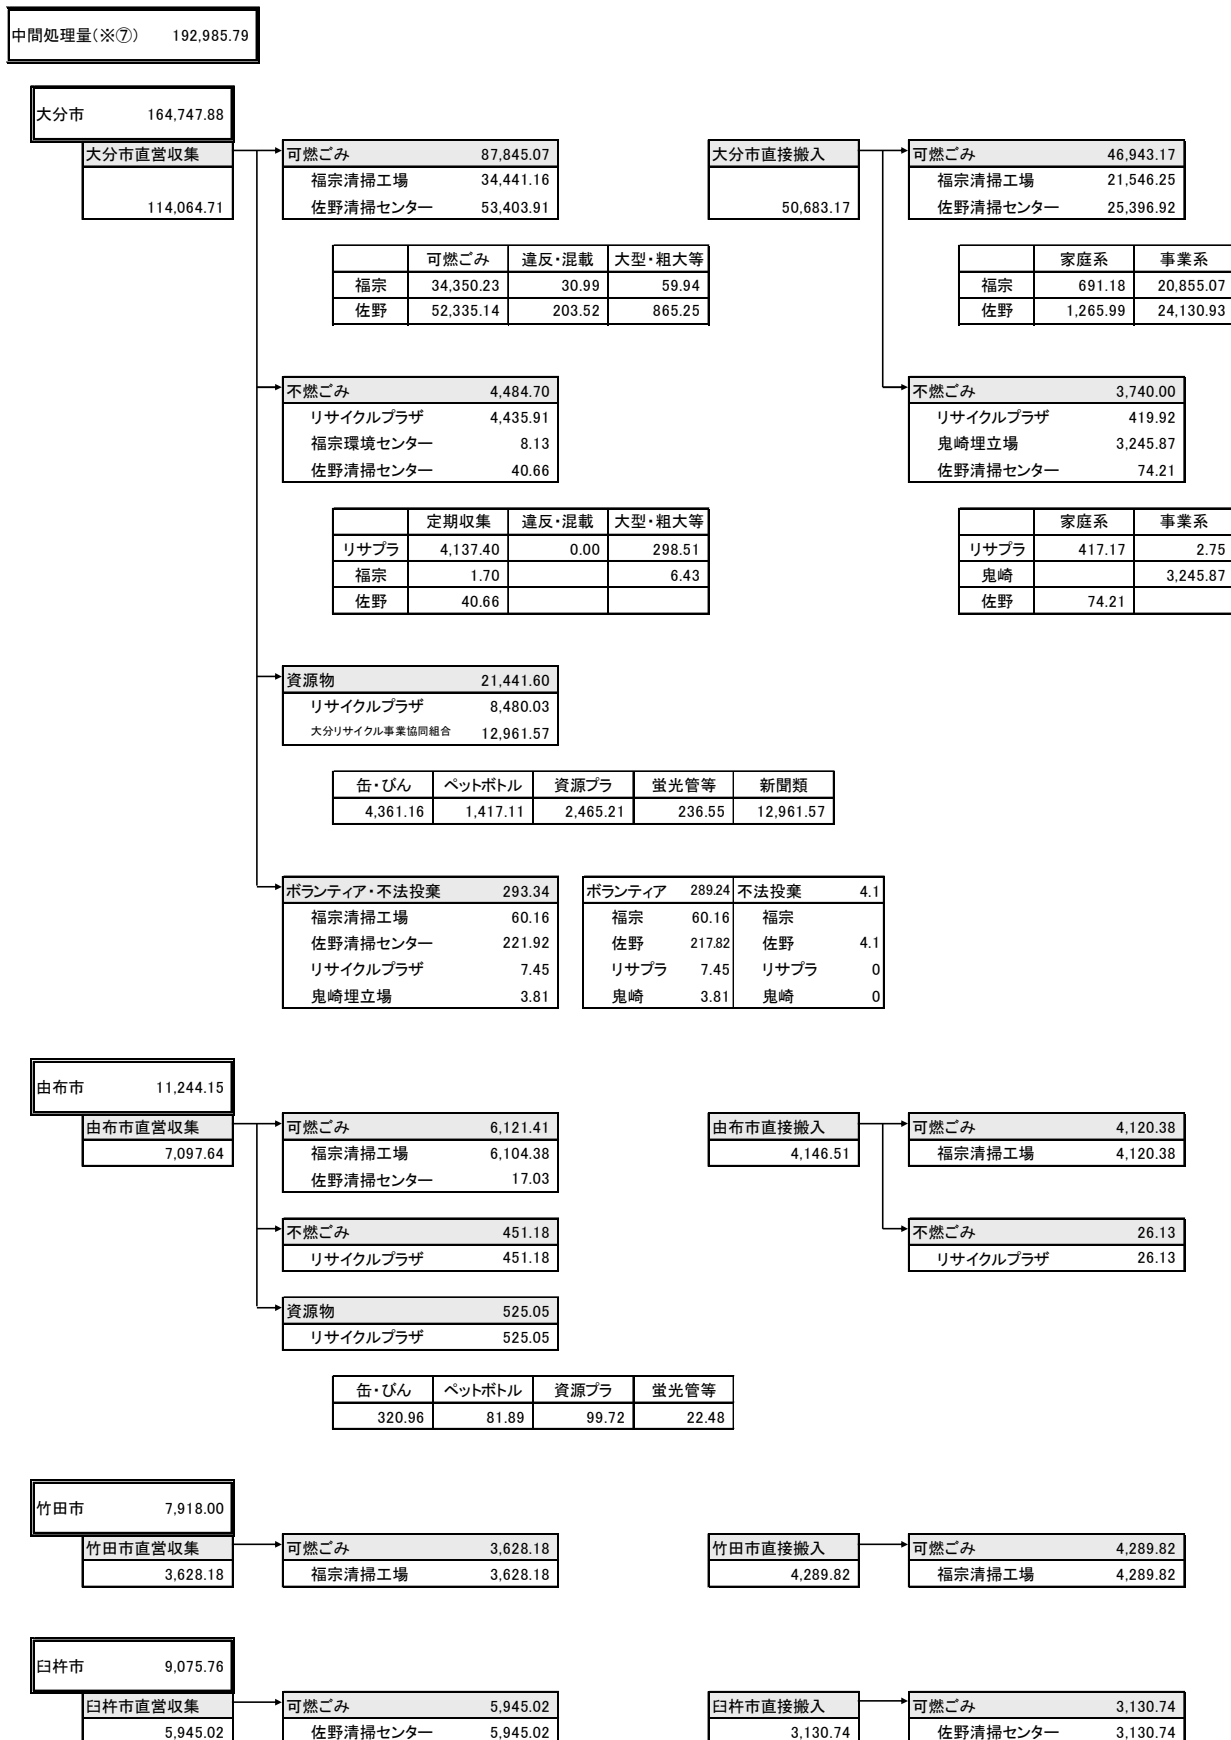 中間処理量(※⑦) 192,985.79
大分市 164,747.88
大分市直営収集 可燃ごみ 87,845.07 大分市直接搬入 可燃ごみ 46,943.17
福宗清掃工場 34,441.16 福宗清掃工場 21,546.25
114,064.71 佐野清掃センター 53,403.91 50,683.17 佐野清掃センター 25,396.92
可燃ごみ 違反・混載 大型・粗大等 家庭系 事業系
福宗 34,350.23 30.99 59.94 福宗 691.18 20,855.07
佐野 52,335.14 203.52 865.25 佐野 1,265.99 24,130.93
不燃ごみ 4,484.70 不燃ごみ 3,740.00
リサイクルプラザ 4,435.91 リサイクルプラザ 419.92
福宗環境センター 8.13 鬼崎埋立場 3,245.87
佐野清掃センター 40.66 佐野清掃センター 74.21
定期収集 違反・混載 大型・粗大等 家庭系 事業系
リサプラ 4,137.40 0.00 298.51 リサプラ 417.17 2.75
福宗 1.70 6.43 鬼崎 3,245.87
佐野 40.66 佐野 74.21
資源物 21,441.60
リサイクルプラザ 8,480.03
大分リサイクル事業協同組合 12,961.57
缶・びん ペットボトル 資源プラ 蛍光管等 新聞類
4,361.16 1,417.11 2,465.21 236.55 12,961.57
ボランティア・不法投棄 293.34 ボランティア 289.24 不法投棄 4.1
福宗清掃工場 60.16 福宗 60.16 福宗
佐野清掃センター 221.92 佐野 217.82 佐野 4.1
リサイクルプラザ 7.45 リサプラ 7.45 リサプラ 0
鬼崎埋立場 3.81 鬼崎 3.81 鬼崎 0
由布市 11,244.15
由布市直営収集 可燃ごみ 6,121.41 由布市直接搬入 可燃ごみ 4,120.38
7,097.64 福宗清掃工場 6,104.38 4,146.51 福宗清掃工場 4,120.38
佐野清掃センター 17.03
不燃ごみ 451.18 不燃ごみ 26.13
リサイクルプラザ 451.18 リサイクルプラザ 26.13
資源物 525.05
リサイクルプラザ 525.05
缶・びん ペットボトル 資源プラ 蛍光管等
320.96 81.89 99.72 22.48
竹田市 7,918.00
竹田市直営収集 可燃ごみ 3,628.18 竹田市直接搬入 可燃ごみ 4,289.82
3,628.18 福宗清掃工場 3,628.18 4,289.82 福宗清掃工場 4,289.82
臼杵市 9,075.76
臼杵市直営収集 可燃ごみ 5,945.02 臼杵市直接搬入 可燃ごみ 3,130.74
5,945.02 佐野清掃センター 5,945.02 3,130.74 佐野清掃センター 3,130.74